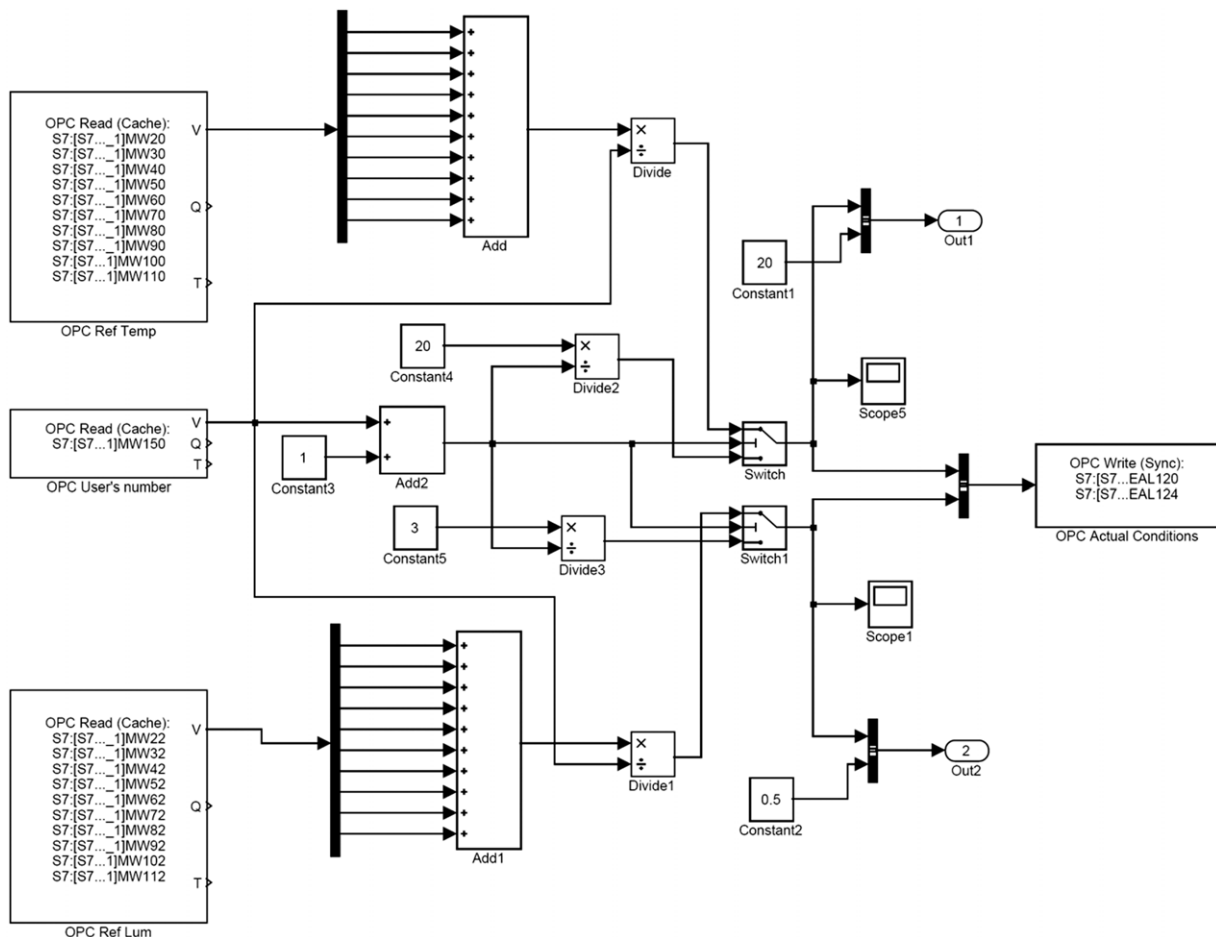 OPC Read (Cache):
S7:[S7..._1]MW20
S7:[S7..._1]MW30
S7:[S7..._1]MW40
S7:[S7..._1]MW50
S7:[S7..._1]MW60
S7:[S7..._1]MW70
S7:[S7..._1]MW80
S7:[S7..._1]MW90
S7:[S7...1]MW100
S7:[S7...1]MW110
V
Q
T
OPC Ref Temp
+
+
+
+
+
+
+
+
+
+
Add
×
÷
Divide
20
Constant1
1
Out1
20
Constant4
×
÷
Divide2
Scope5
OPC Read (Cache):
S7:[S7...1]MW150
V
Q
T
OPC User's number
1
Constant3
+
+
Add2
Switch
3
Constant5
×
÷
Divide3
Switch1
OPC Write (Sync):
S7:[S7...EAL120
S7:[S7...EAL124
OPC Actual Conditions
Scope1
OPC Read (Cache):
S7:[S7..._1]MW22
S7:[S7..._1]MW32
S7:[S7..._1]MW42
S7:[S7..._1]MW52
S7:[S7..._1]MW62
S7:[S7..._1]MW72
S7:[S7..._1]MW82
S7:[S7..._1]MW92
S7:[S7...1]MW102
S7:[S7...1]MW112
V
Q
T
OPC Ref Lum
+
+
+
+
+
+
+
+
+
+
Add1
×
÷
Divide1
0.5
Constant2
2
Out2